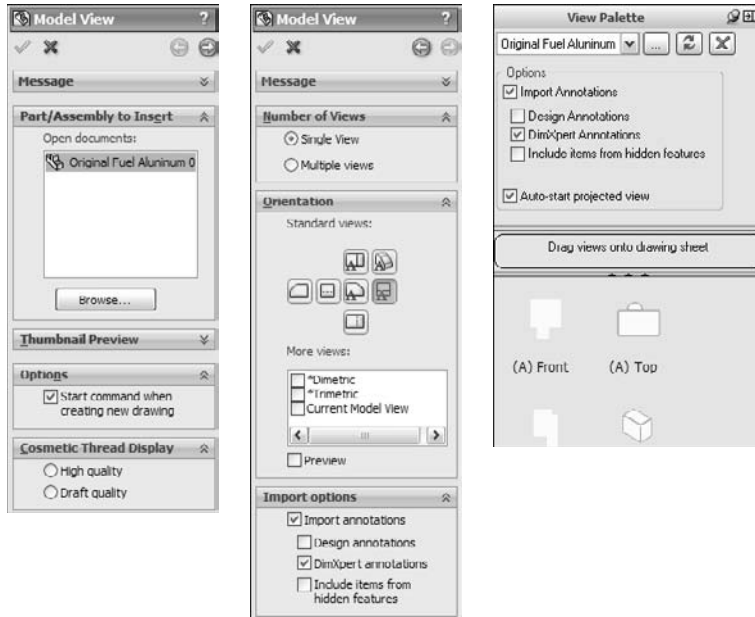 Model View ?
Message
Part/Assembly to Insert
Open documents:
Original Fuel Aluninum 0
Browse...
Thumbnail Preview
Options
Start command when
creating new drawing
Cosmetic Thread Display
High quality
Draft quality
Model View ?
Message
Number of Views
Single View
Multiple views
Orientation
Standard views:
More views:
*Dimetric
*Trimetric
Current Model View
Preview
Import options
Import annotations
Design annotations
DimXpert annotations
Include items from
hidden features
View Palette
Original Fuel Aluninum ...
Options
Import Annotations
Design Annotations
DimXpert Annotations
Include items from hidden features
Auto-start projected view
Drag views onto drawing sheet
(A) Front (A) Top